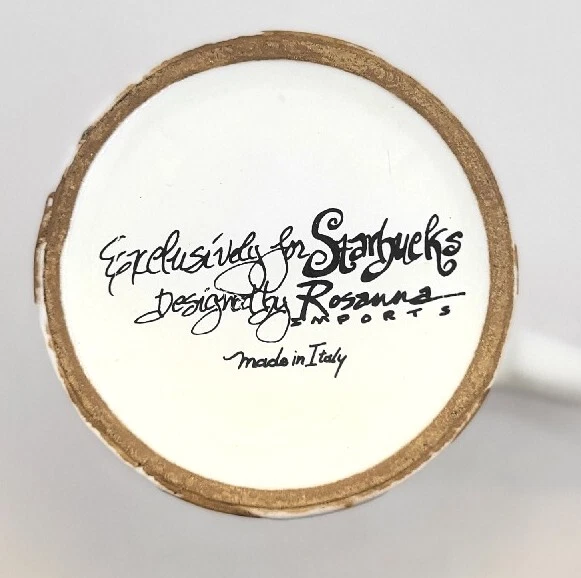 Exclusively for Starbucks
Designed by Rosanna
IMPORTS
made in Italy